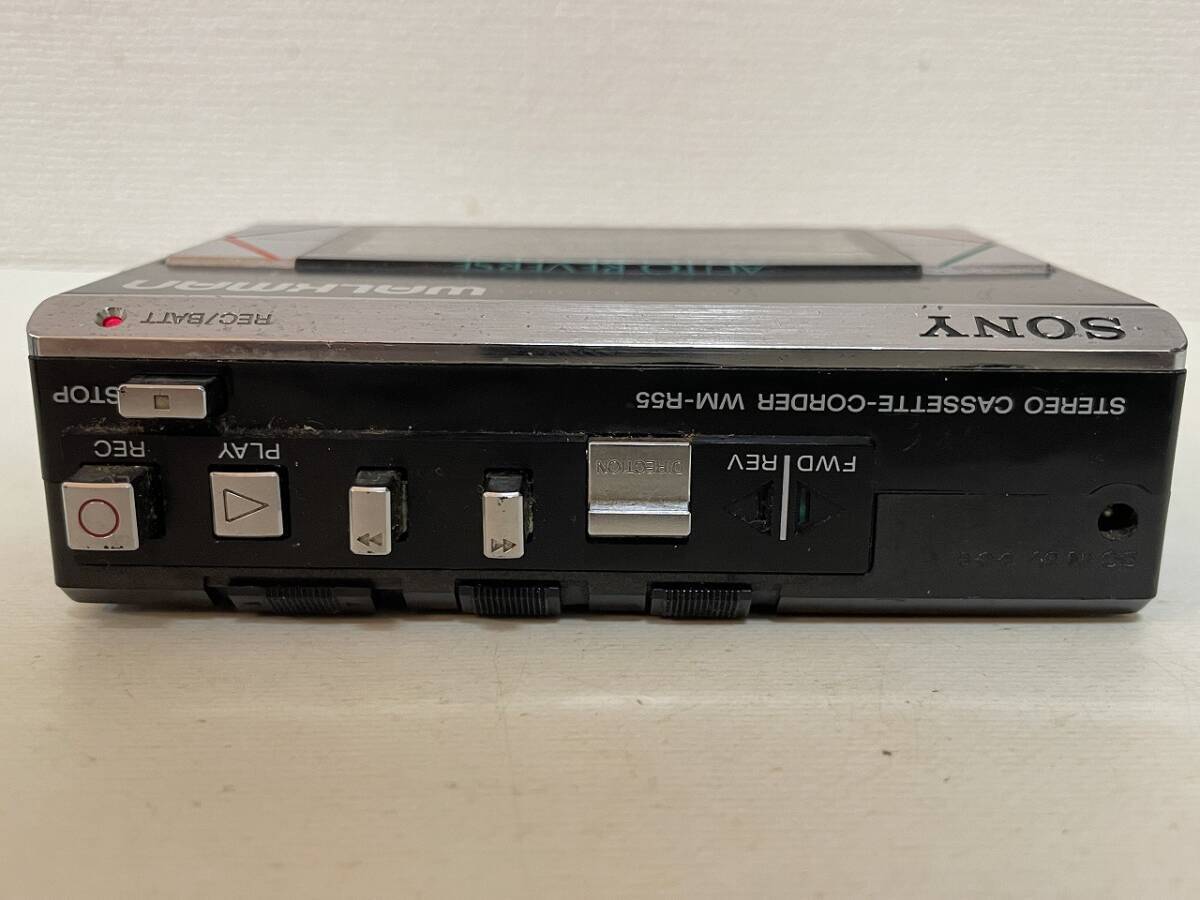 AUTO REVERSE
WALKMAN
SONY
REC/BATT
STEREO CASSETTE-CORDER WM-R55
STOP
FWD REV
DIRECTION
PLAY
REC